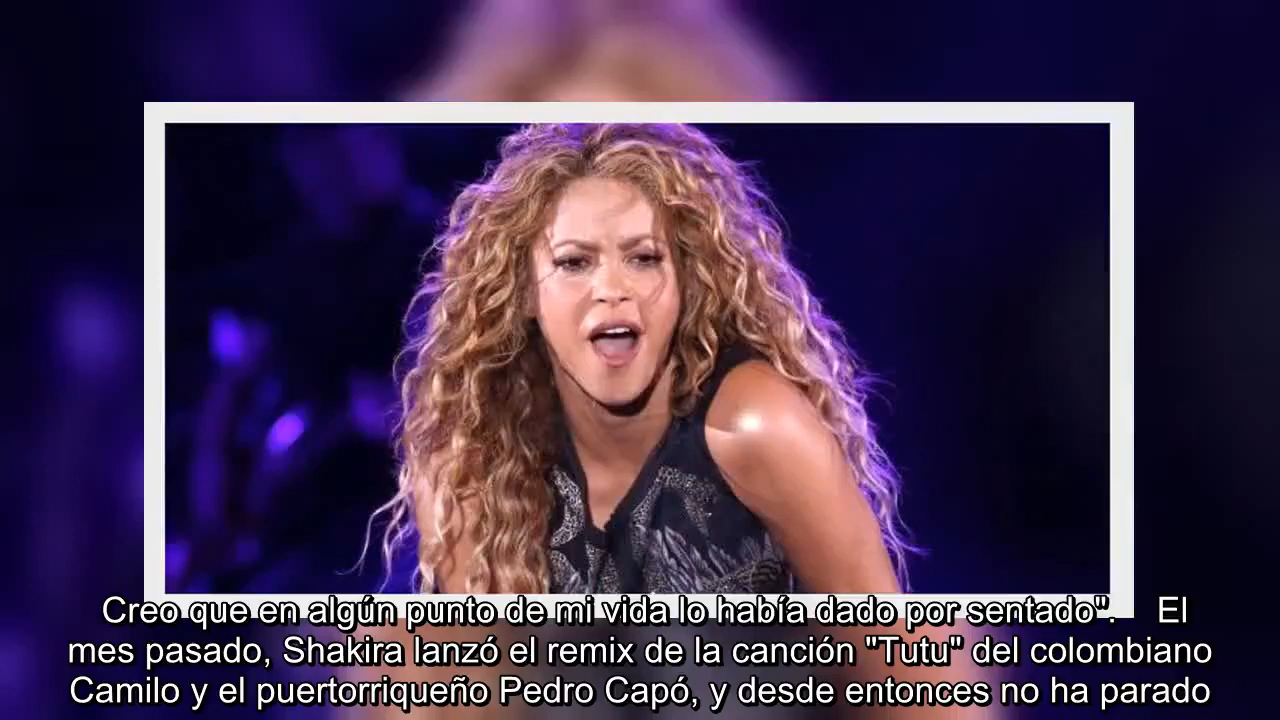 Creo que en algún punto de mi vida lo había dado por sentado". El
mes pasado, Shakira lanzó el remix de la canción "Tutu" del colombiano
Camilo y el puertorriqueño Pedro Capó, y desde entonces no ha parado